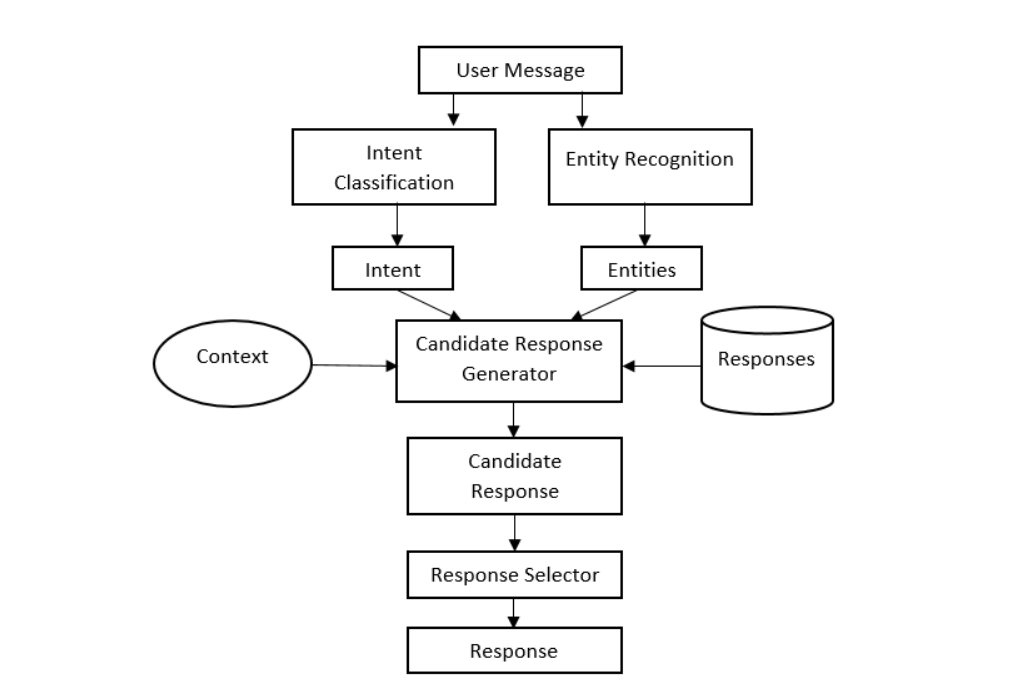 User Message
Intent
Classification
Entity Recognition
Intent
Entities
Context
Candidate Response
Generator
Responses
Candidate
Response
Response Selector
Response